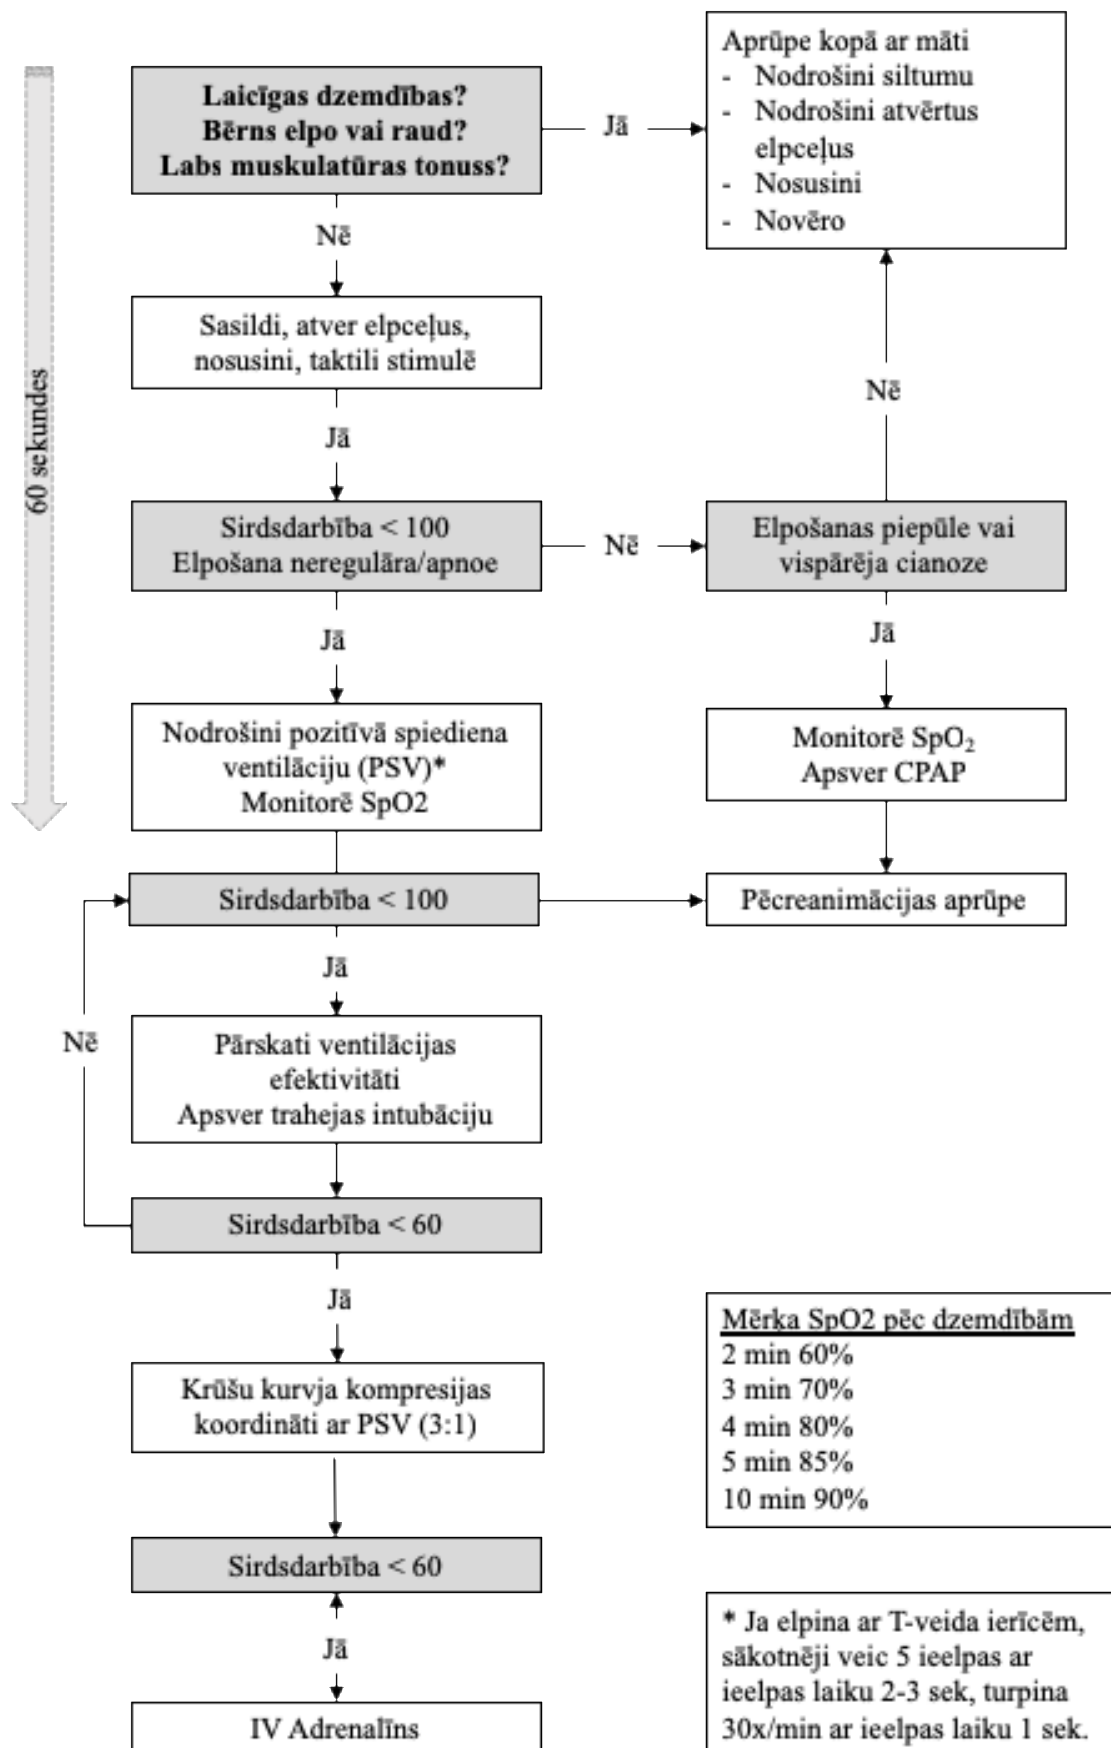 Laicīgas dzemdības?
Bērns elpo vai raud?
Labs muskulatūras tonuss?
Jā
Aprūpe kopā ar māti
- Nodrošini siltumu
- Nodrošini atvērtus
elpceļus
- Nosusini
- Novēro
Nē
Sasildi, atver elpceļus,
nosusini, taktili stimulē
Jā
Nē
60 sekundes
Sirdsdarbība < 100
Elpošana neregulāra/apnoe
Nē
Elpošanas piepūle vai
vispārēja cianoze
Jā
Jā
Nodrošini pozitīvā spiediena
ventilāciju (PSV)*
Monitorē SpO2
Monitorē SpO₂
Apsver CPAP
Sirdsdarbība < 100
Pēcreanimācijas aprūpe
Jā
Nē
Pārskati ventilācijas
efektivitāti
Apsver trahejas intubāciju
Sirdsdarbība < 60
Jā
Krūšu kurvja kompresijas
koordināti ar PSV (3:1)
Mērķa SpO2 pēc dzemdībām
2 min 60%
3 min 70%
4 min 80%
5 min 85%
10 min 90%
Sirdsdarbība < 60
Jā
IV Adrenalīns
* Ja elpina ar T-veida ierīcēm,
sākotnēji veic 5 ieelpas ar
ieelpas laiku 2-3 sek, turpina
30x/min ar ieelpas laiku 1 sek.